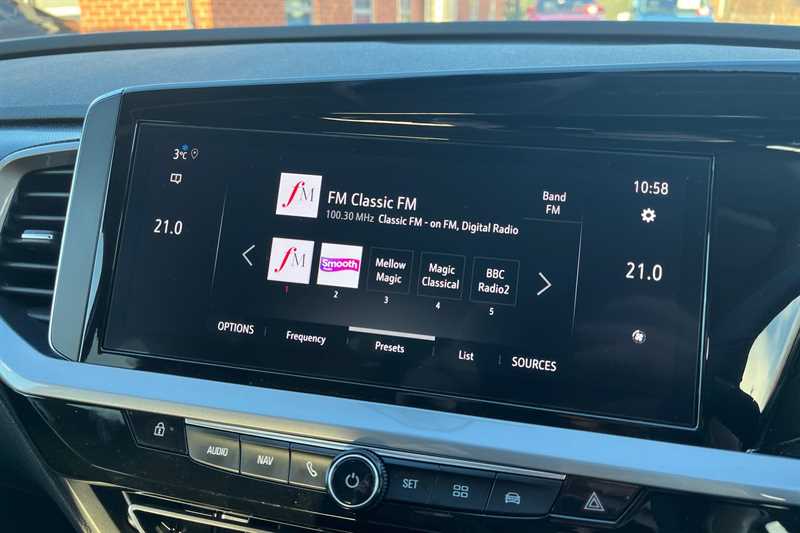 3°C
10:58
fM
FM Classic FM
100.30 MHz Classic FM - on FM, Digital Radio
Band
FM
21.0
21.0
fM
Smooth
Mellow
Magic
Magic
Classical
BBC
Radio2
1
2
3
4
5
OPTIONS
Frequency
Presets
List
SOURCES
AUDIO
NAV
SET